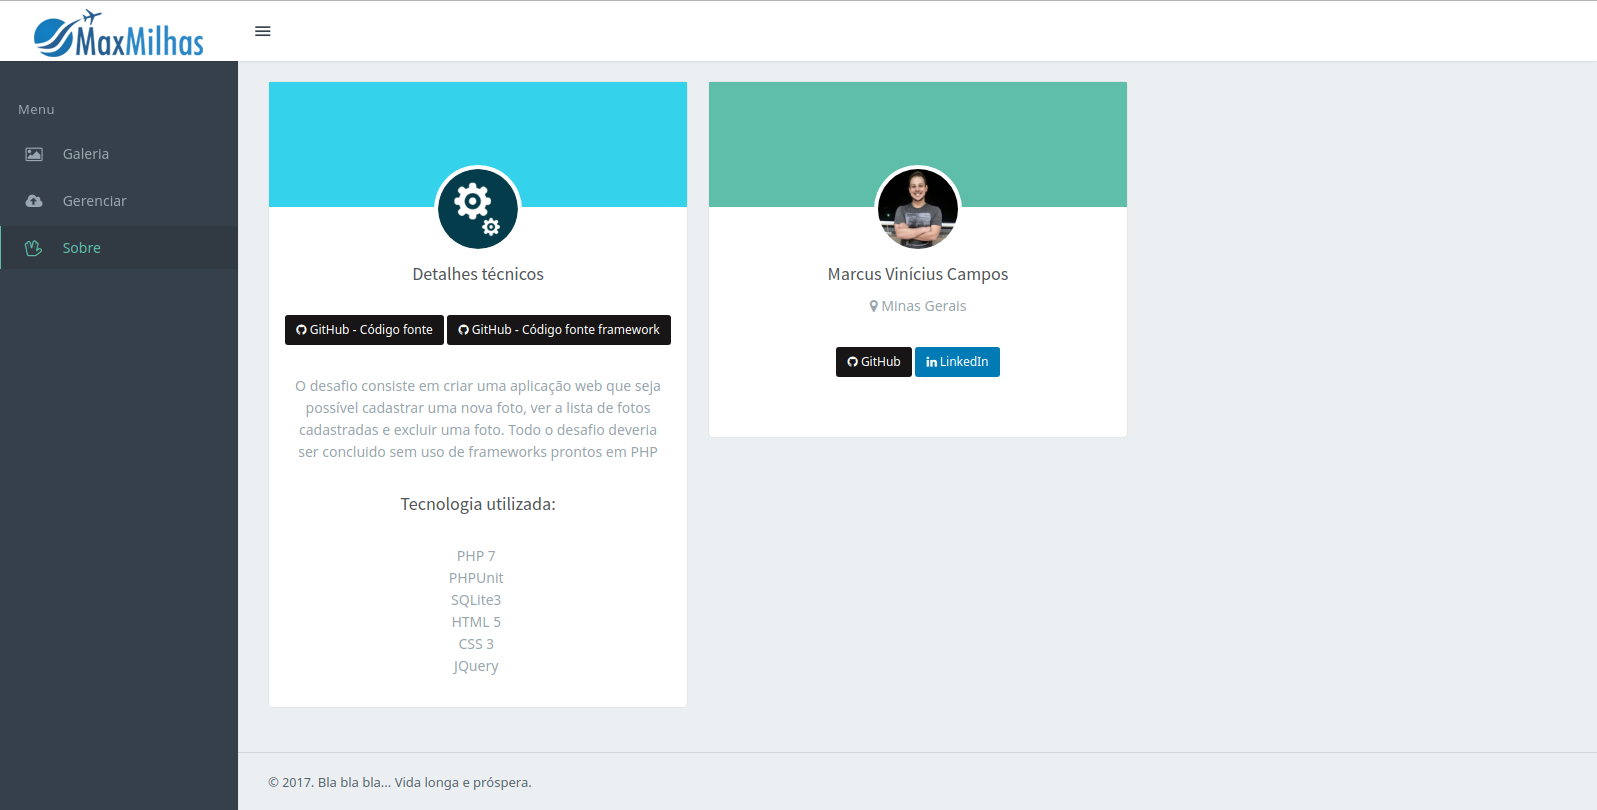 MaxMilhas
Menu
Galeria
Gerenciar
Sobre
Detalhes técnicos
GitHub - Código fonte
GitHub - Código fonte framework
O desafio consiste em criar uma aplicação web que seja
possível cadastrar uma nova foto, ver a lista de fotos
cadastradas e excluir uma foto. Todo o desafio deveria
ser concluido sem uso de frameworks prontos em PHP
Tecnologia utilizada:
PHP 7
PHPUnit
SQLite3
HTML 5
CSS 3
JQuery
Marcus Vinícius Campos
Minas Gerais
GitHub
LinkedIn
© 2017. Bla bla bla... Vida longa e próspera.